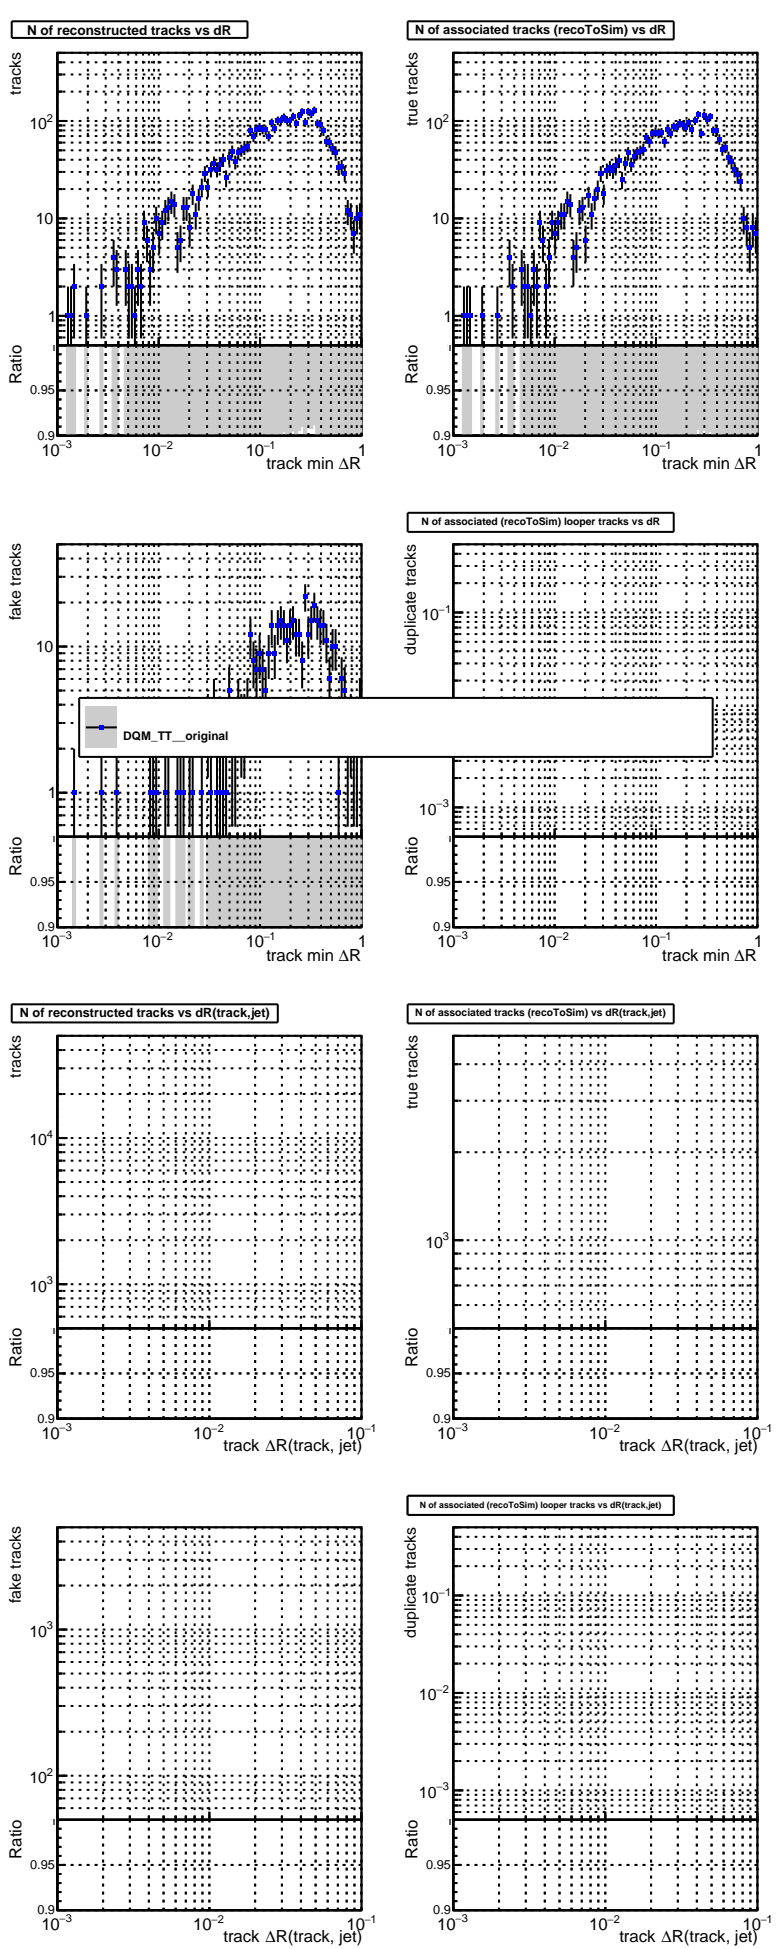 N of reconstructed tracks vs dR
tracks
10²
10
1
Ratio
1
0.95
0.9
10⁻³ 10⁻² 10⁻¹ 1
track min ΔR
N of associated tracks (recoToSim) vs dR
true tracks
10²
10
1
Ratio
1
0.95
0.9
10⁻³ 10⁻² 10⁻¹ 1
track min ΔR
fake tracks
10
1
Ratio
1
0.95
0.9
10⁻³ 10⁻² 10⁻¹ 1
track min ΔR
N of associated (recoToSim) looper tracks vs dR
duplicate tracks
10⁻¹
10⁻³
Ratio
1
0.95
0.9
10⁻³ 10⁻² 10⁻¹ 1
track min ΔR
DQM_TT__original
N of reconstructed tracks vs dR(track,jet)
tracks
10⁴
10³
Ratio
1
0.95
0.9
10⁻³ 10⁻² 10⁻¹
track ΔR(track, jet)
N of associated tracks (recoToSim) vs dR(track,jet)
true tracks
10³
Ratio
1
0.95
0.9
10⁻³ 10⁻² 10⁻¹
track ΔR(track, jet)
fake tracks
10³
10²
Ratio
1
0.95
0.9
10⁻³ 10⁻² 10⁻¹
track ΔR(track, jet)
N of associated (recoToSim) looper tracks vs dR(track,jet)
duplicate tracks
10⁻¹
10⁻²
10⁻³
Ratio
1
0.95
0.9
10⁻³ 10⁻² 10⁻¹
track ΔR(track, jet)